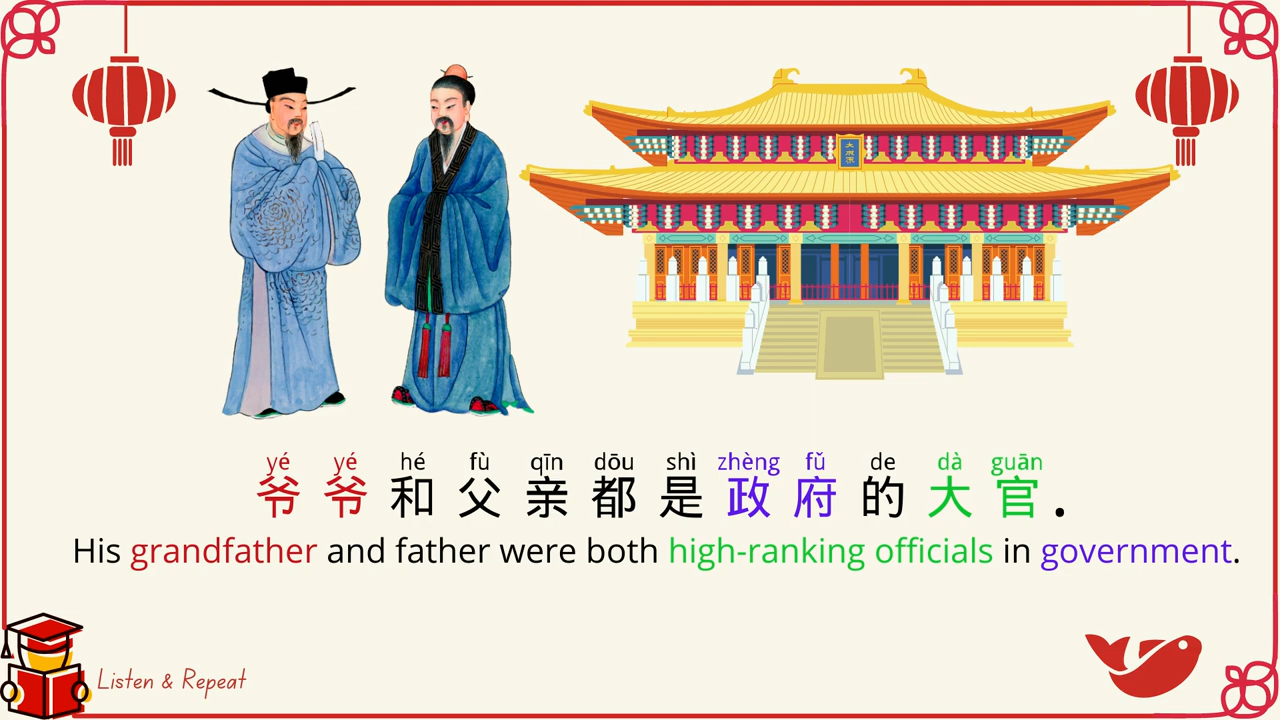 yé yé hé fù qīn dōu shì zhèng fǔ de dà guān
爷爷和父亲都是政府的大官.
His grandfather and father were both high-ranking officials in government.
Listen & Repeat